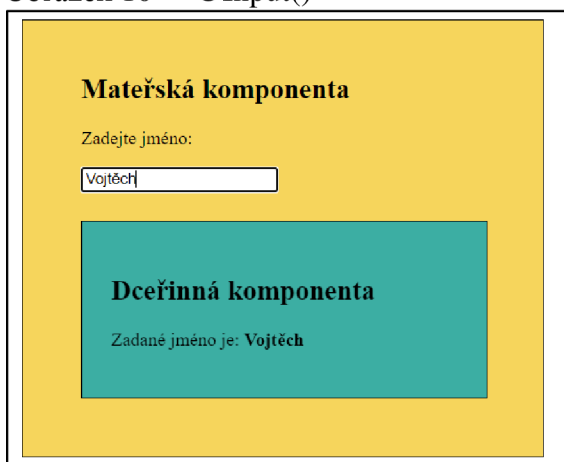 Mateřská komponenta
Zadejte jméno:
Vojtěch
Dceřinná komponenta
Zadané jméno je: Vojtěch